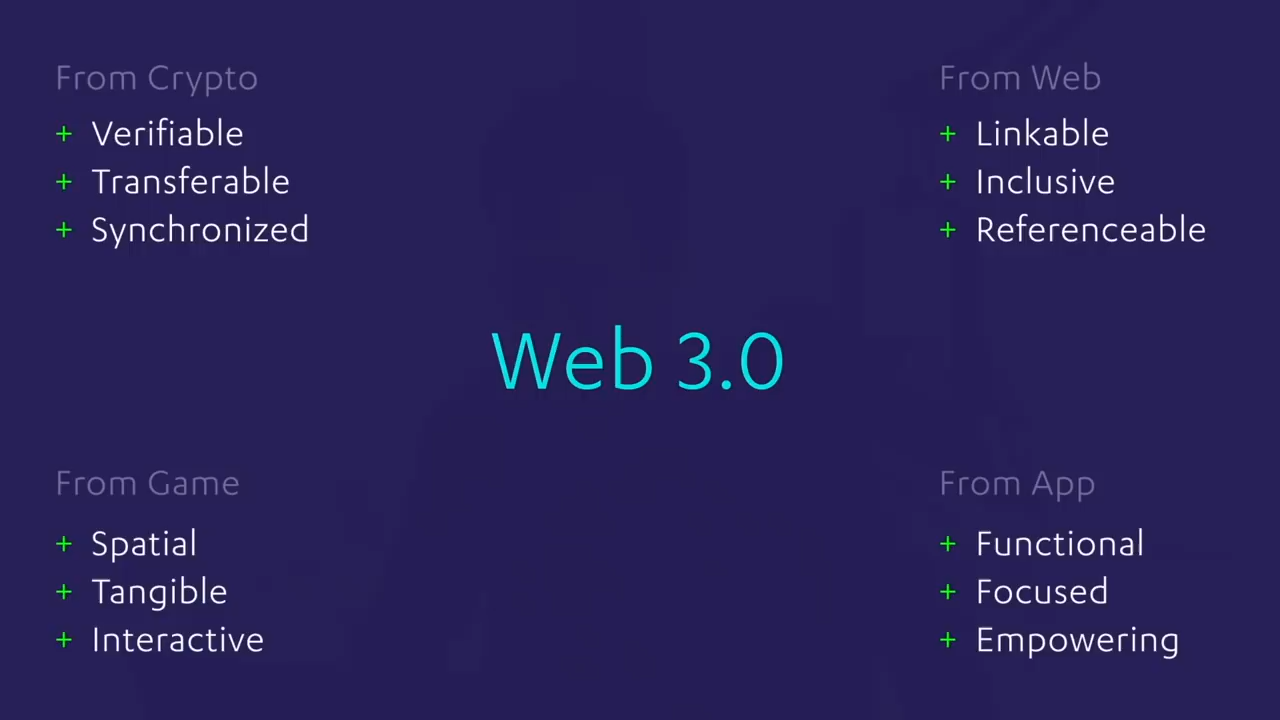 From Crypto
+ Verifiable
+ Transferable
+ Synchronized
From Web
+ Linkable
+ Inclusive
+ Referenceable
Web 3.0
From Game
+ Spatial
+ Tangible
+ Interactive
From App
+ Functional
+ Focused
+ Empowering